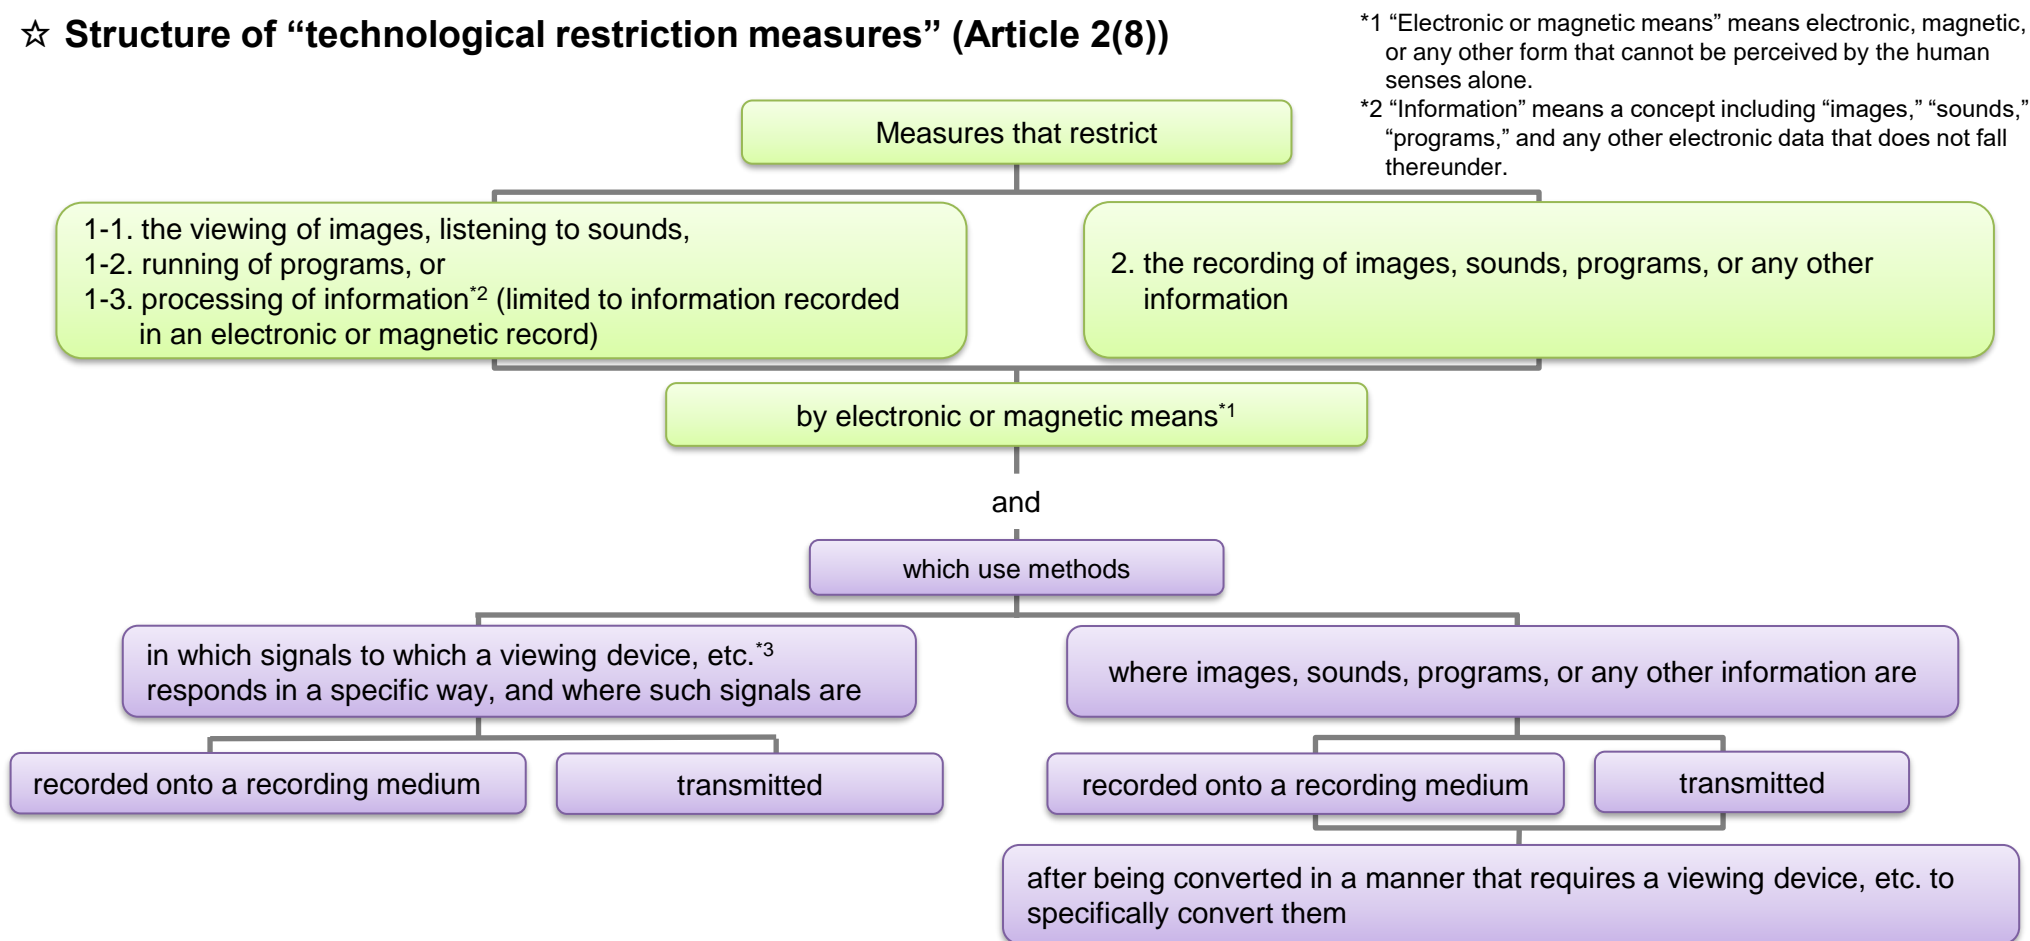 ☆ Structure of “technological restriction measures” (Article 2(8))
*1 “Electronic or magnetic means” means electronic, magnetic,
or any other form that cannot be perceived by the human
senses alone.
*2 “Information” means a concept including “images,” “sounds,”
“programs,” and any other electronic data that does not fall
thereunder.
Measures that restrict
1-1. the viewing of images, listening to sounds,
1-2. running of programs, or
1-3. processing of information*2 (limited to information recorded
in an electronic or magnetic record)
2. the recording of images, sounds, programs, or any other
information
by electronic or magnetic means*1
and
which use methods
in which signals to which a viewing device, etc.*3
responds in a specific way, and where such signals are
where images, sounds, programs, or any other information are
recorded onto a recording medium
transmitted
recorded onto a recording medium
transmitted
after being converted in a manner that requires a viewing device, etc. to
specifically convert them